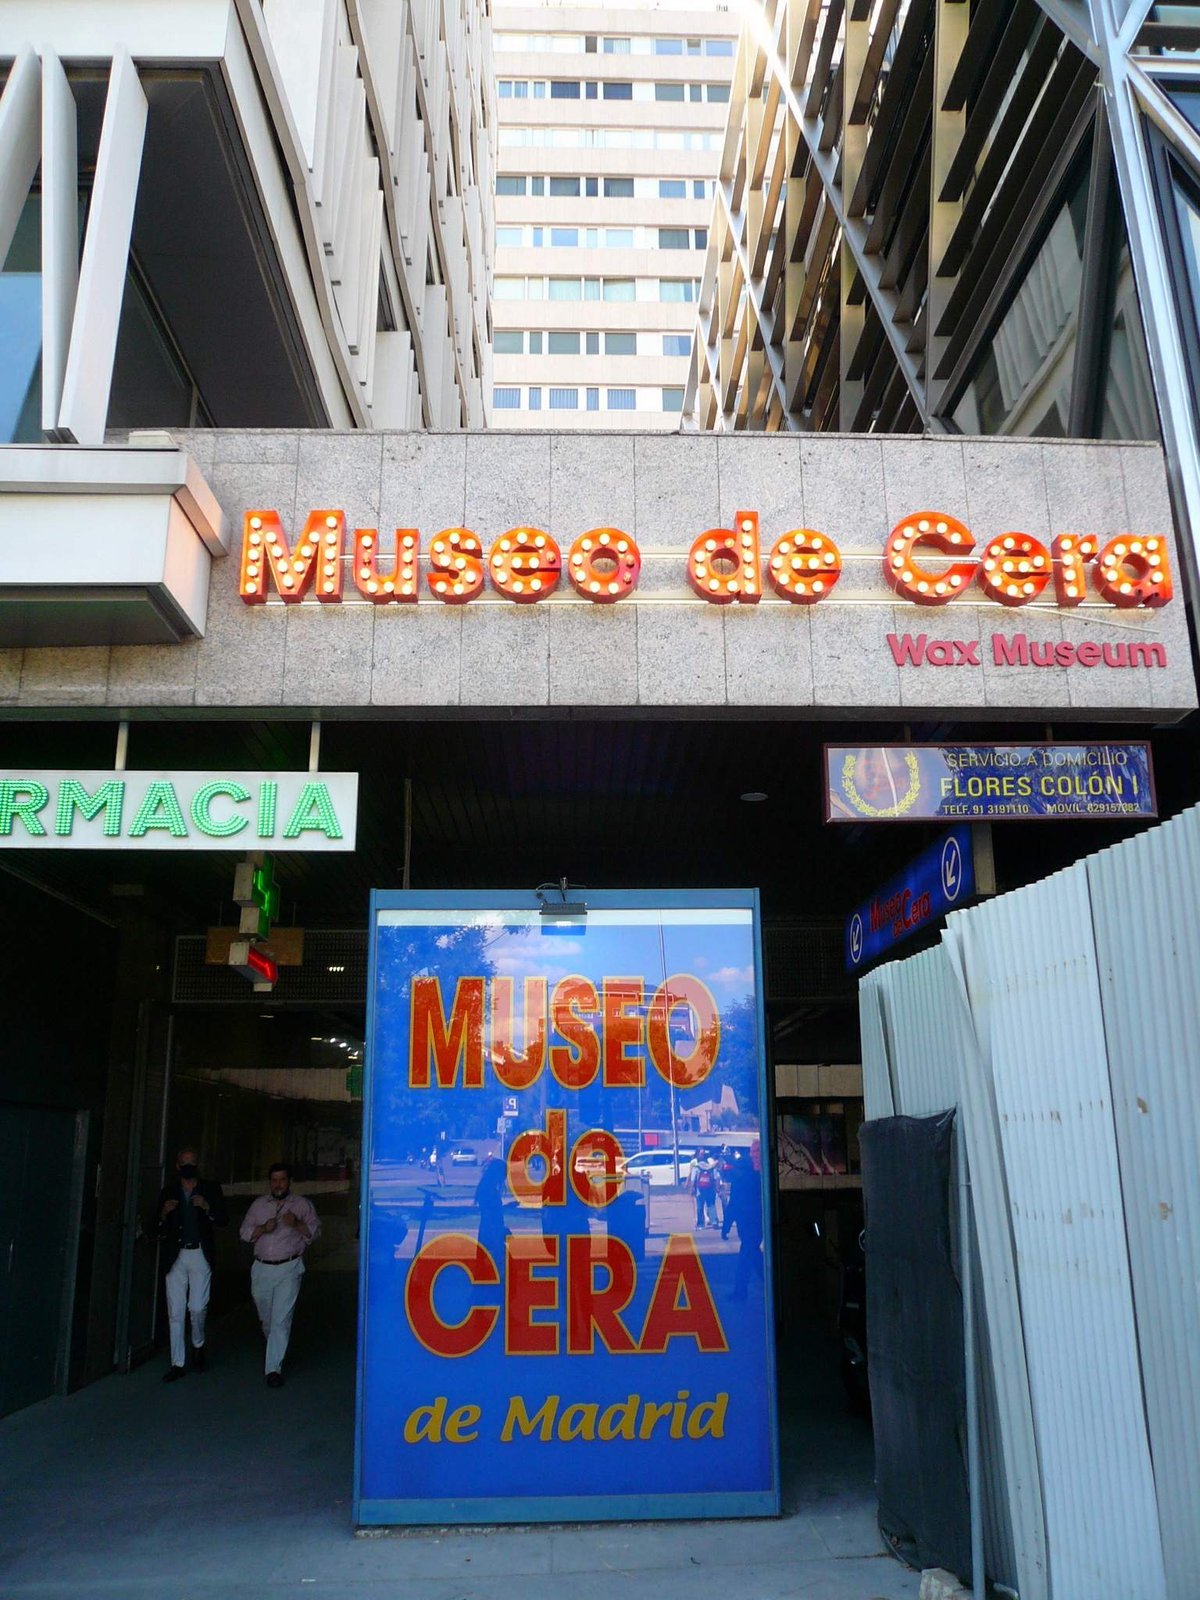 Museo de Cera
Wax Museum
RMACIA
SERVICIO A DOMICILIO
FLORES COLÓN I
TELF. 91 3191110 MOVIL. 629157382
Museo de Cera
MUSEO
de
CERA
de Madrid
P